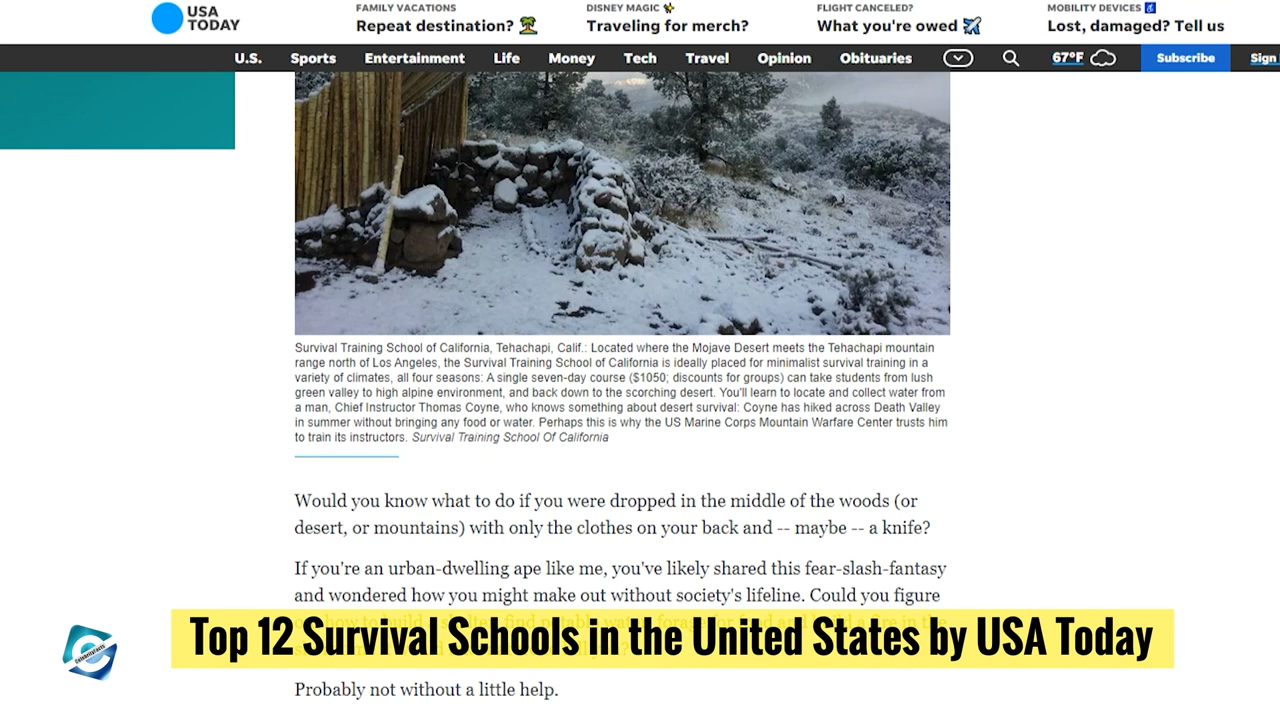 USA
TODAY
FAMILY VACATIONS
Repeat destination?
DISNEY MAGIC
Traveling for merch?
FLIGHT CANCELED?
What you're owed
MOBILITY DEVICES
Lost, damaged? Tell us
U.S. Sports Entertainment Life Money Tech Travel Opinion Obituaries 67°F Subscribe Sign
Survival Training School of California, Tehachapi, Calif.: Located where the Mojave Desert meets the Tehachapi mountain
range north of Los Angeles, the Survival Training School of California is ideally placed for minimalist survival training in a
variety of climates, all four seasons: A single seven-day course ($1050; discounts for groups) can take students from lush
green valley to high alpine environment, and back down to the scorching desert. You'll learn to locate and collect water from
a man, Chief Instructor Thomas Coyne, who knows something about desert survival: Coyne has hiked across Death Valley
in summer without bringing any food or water. Perhaps this is why the US Marine Corps Mountain Warfare Center trusts him
to train its instructors. Survival Training School Of California
Would you know what to do if you were dropped in the middle of the woods (or
desert, or mountains) with only the clothes on your back and -- maybe -- a knife?
If you're an urban-dwelling ape like me, you've likely shared this fear-slash-fantasy
and wondered how you might make out without society's lifeline. Could you figure
Top 12 Survival Schools in the United States by USA Today
CelebrityFacts
Probably not without a little help.